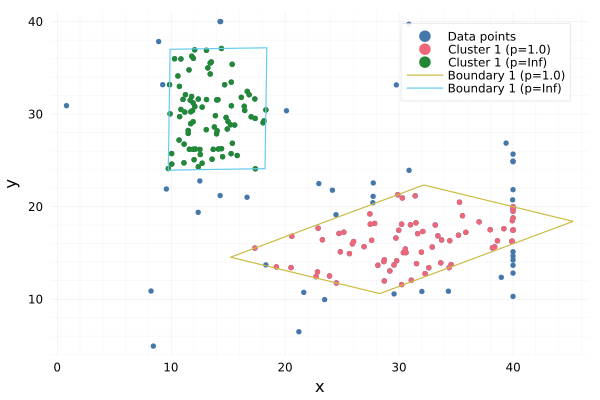 40
30
20
10
y
0
10
20
30
40
x
Data points
Cluster 1 (p=1.0)
Cluster 1 (p=Inf)
Boundary 1 (p=1.0)
Boundary 1 (p=Inf)